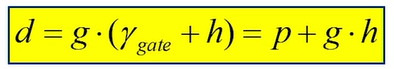 d = g · (γ_gate + h) = p + g · h